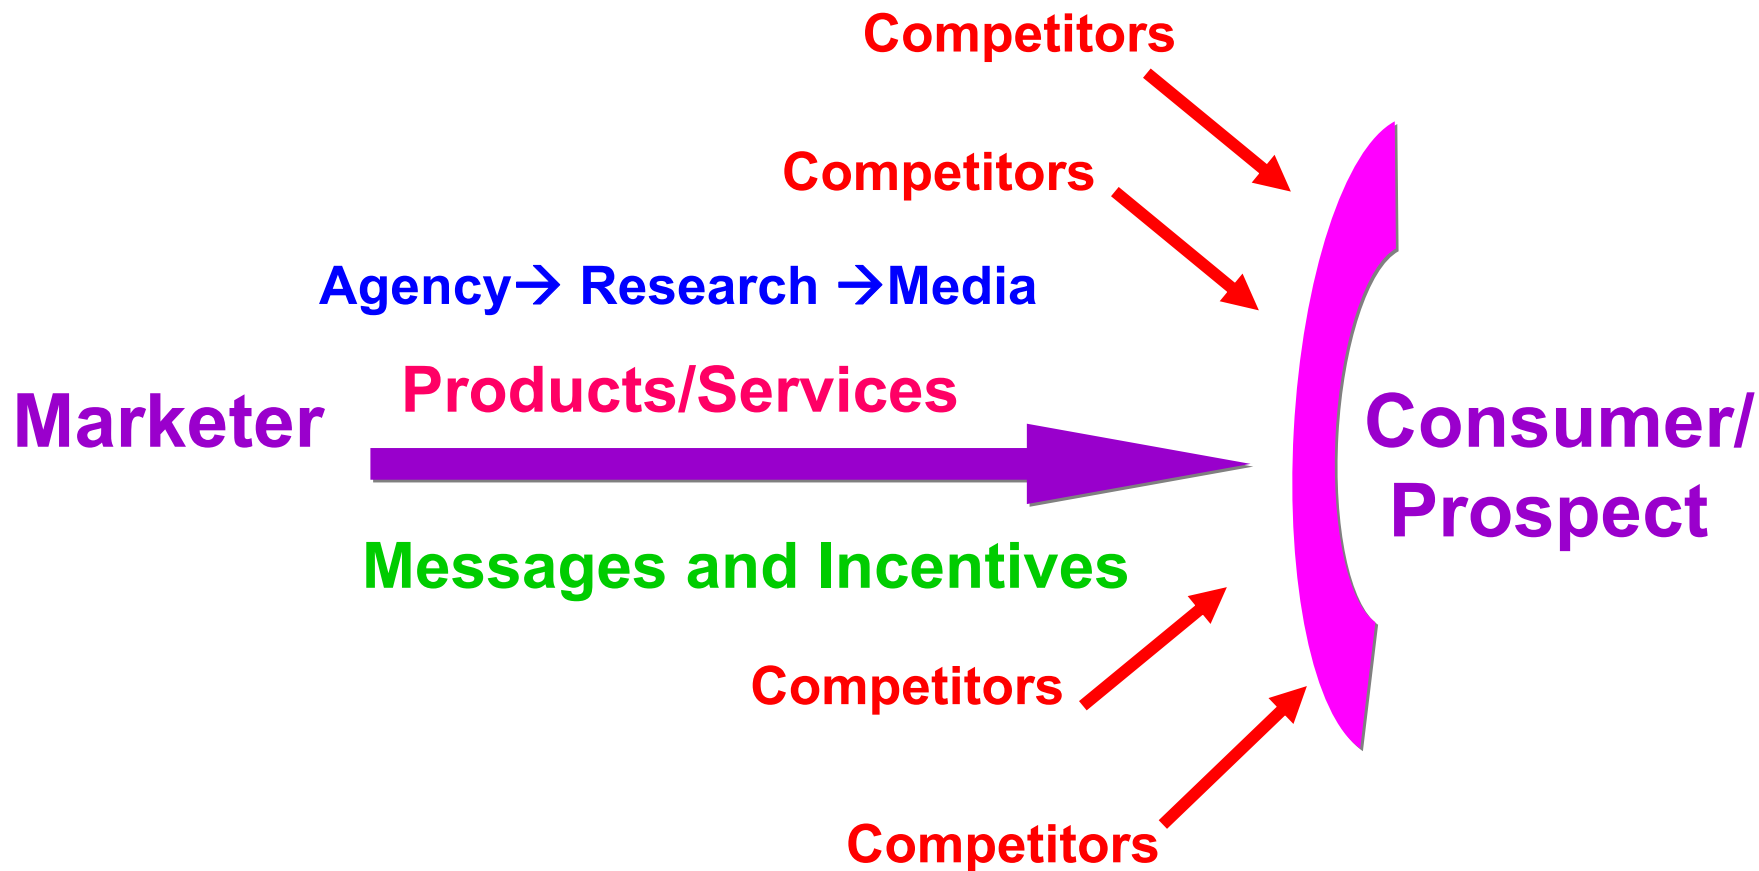 Competitors
Competitors
Agency→ Research →Media
Products/Services
Marketer
Consumer/
Prospect
Messages and Incentives
Competitors
Competitors